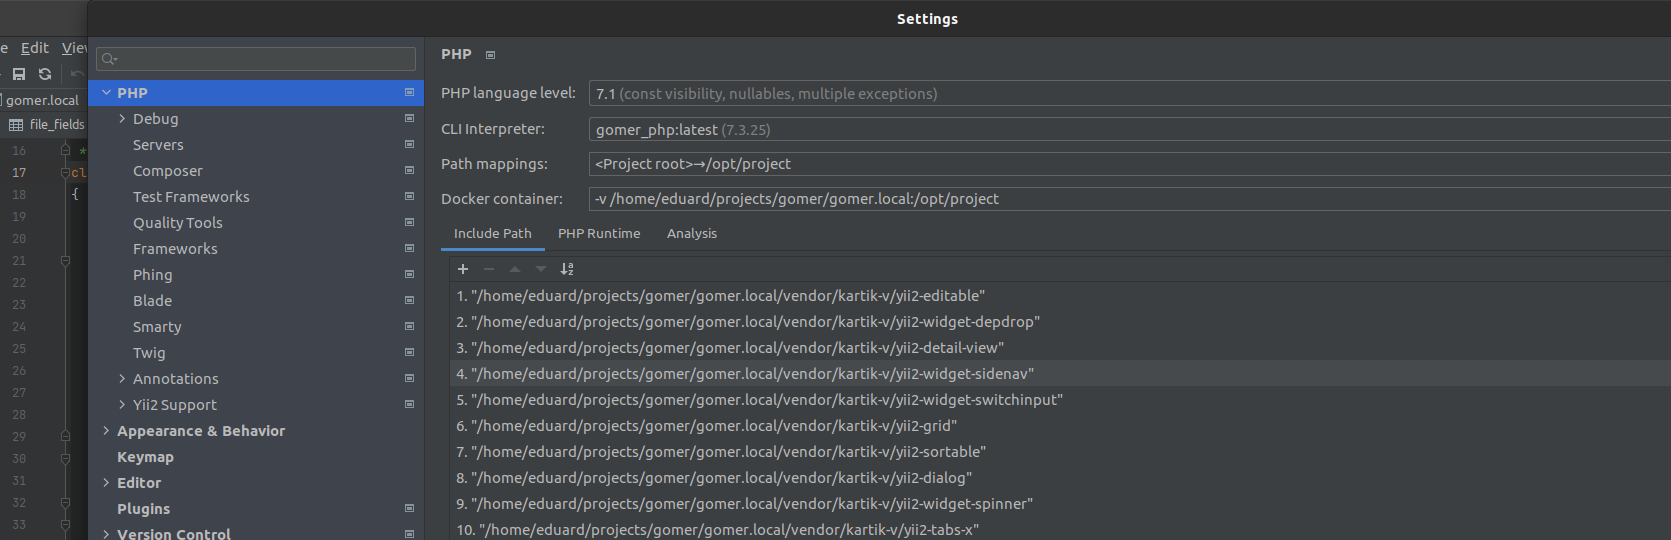 Settings
e Edit View
gomer.local
file_fields
16 *
17 cl
18 {
19
20
21
22
23
24
25
26
27
28
29
30
31
32
33
PHP
Debug
Servers
Composer
Test Frameworks
Quality Tools
Frameworks
Phing
Blade
Smarty
Twig
Annotations
Yii2 Support
Appearance & Behavior
Keymap
Editor
Plugins
Version Control
PHP
PHP language level: 7.1 (const visibility, nullables, multiple exceptions)
CLI Interpreter: gomer_php:latest (7.3.25)
Path mappings: <Project root>→/opt/project
Docker container: -v /home/eduard/projects/gomer/gomer.local:/opt/project
Include Path PHP Runtime Analysis
1. "/home/eduard/projects/gomer/gomer.local/vendor/kartik-v/yii2-editable"
2. "/home/eduard/projects/gomer/gomer.local/vendor/kartik-v/yii2-widget-depdrop"
3. "/home/eduard/projects/gomer/gomer.local/vendor/kartik-v/yii2-detail-view"
4. "/home/eduard/projects/gomer/gomer.local/vendor/kartik-v/yii2-widget-sidenav"
5. "/home/eduard/projects/gomer/gomer.local/vendor/kartik-v/yii2-widget-switchinput"
6. "/home/eduard/projects/gomer/gomer.local/vendor/kartik-v/yii2-grid"
7. "/home/eduard/projects/gomer/gomer.local/vendor/kartik-v/yii2-sortable"
8. "/home/eduard/projects/gomer/gomer.local/vendor/kartik-v/yii2-dialog"
9. "/home/eduard/projects/gomer/gomer.local/vendor/kartik-v/yii2-widget-spinner"
10. "/home/eduard/projects/gomer/gomer.local/vendor/kartik-v/yii2-tabs-x"